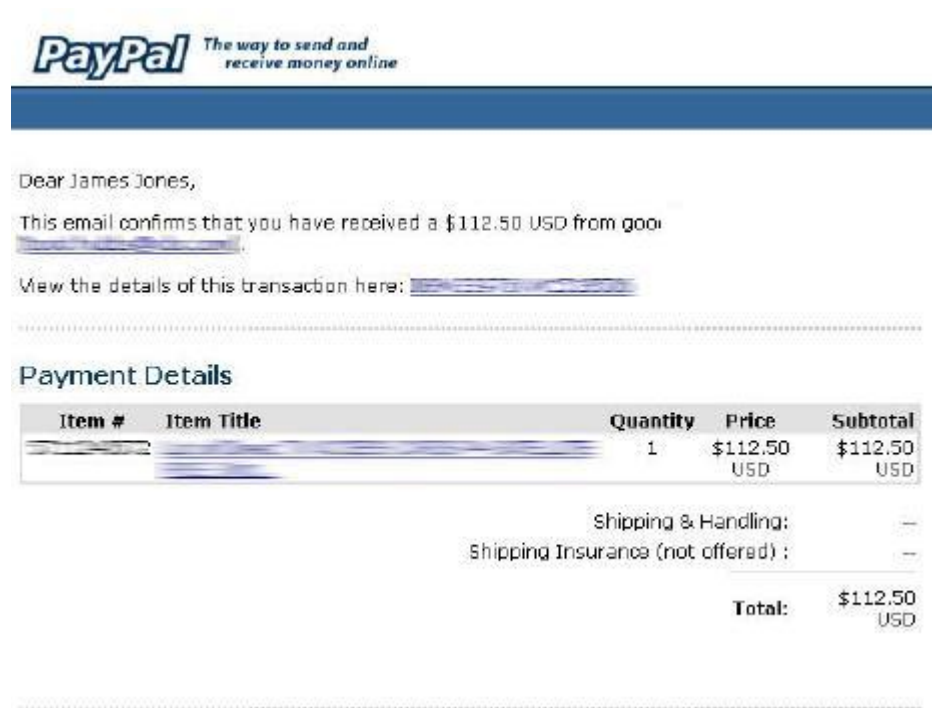 PayPal The way to send and
receive money online
Dear James Jones,
This email confirms that you have received a $112.50 USD from
.
View the details of this transaction here:
Payment Details
Item # Item Title Quantity Price Subtotal
1 $112.50 $112.50
USD USD
Shipping & Handling: --
Shipping Insurance (not offered) : --
Total: $112.50
USD